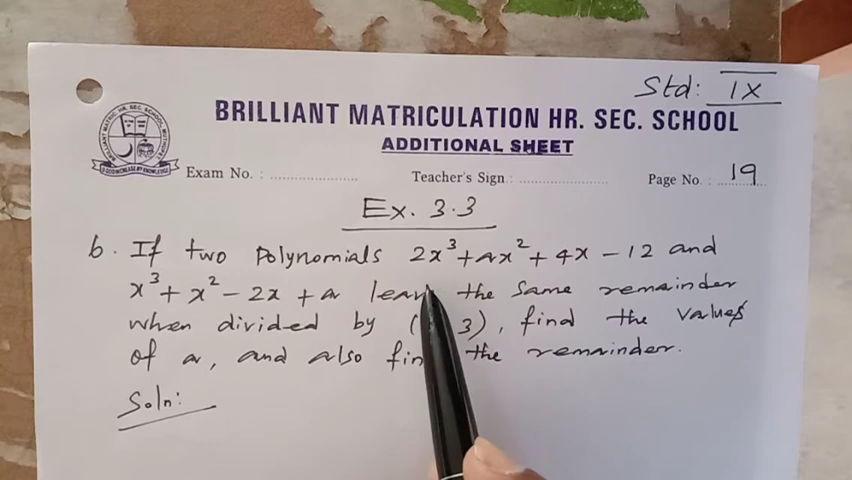 Std: IX
BRILLIANT MATRICULATION HR. SEC. SCHOOL
ADDITIONAL SHEET
Exam No. : .................... Teacher's Sign : .................... Page No. : 19
Ex. 3.3
6. If two Polynomials 2x³ + ax² + 4x − 12 and
x³ + x² − 2x + a the same remainder
when divided by ( 3), find the values
of a, and also the remainder.
Soln: